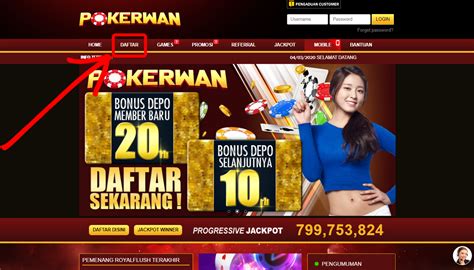 PENGADUAN CUSTOMER
POKERWAN
LOGIN
Forgot password?
HOME DAFTAR GAMES PROMOSI REFERRAL JACKPOT MOBILE BANTUAN
04/03/2020 SELAMAT DATANG
POKERWAN
BONUS DEPO
MEMBER BARU
20%
BONUS DEPO
SELANJUTNYA
10%
DAFTAR
SEKARANG !
DAFTAR DISINI JACKPOT WINNER PROGRESSIVE JACKPOT 799,753,824
PEMENANG ROYALFLUSH TERAKHIR
PENGUMUMAN